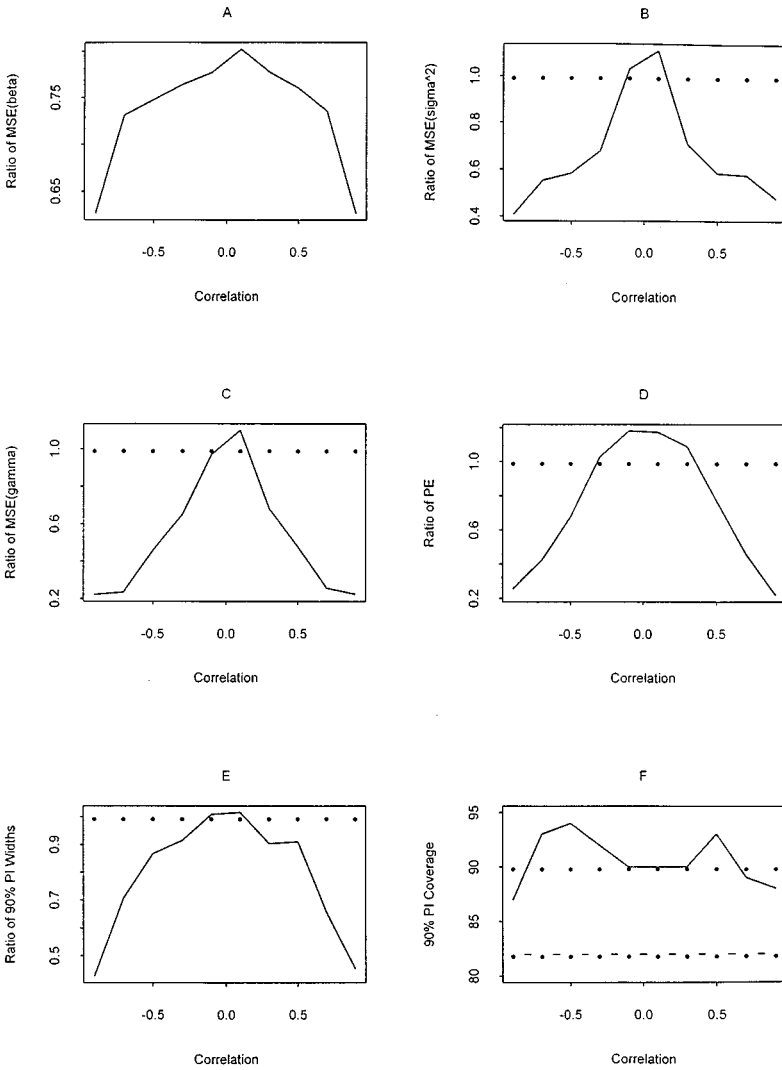 A
Ratio of MSE(beta)
0.65 0.75
-0.5 0.0 0.5
Correlation
B
Ratio of MSE(sigma^2)
0.4 0.6 0.8 1.0
-0.5 0.0 0.5
Correlation
C
Ratio of MSE(gamma)
0.2 0.6 1.0
-0.5 0.0 0.5
Correlation
D
Ratio of PE
0.2 0.6 1.0
-0.5 0.0 0.5
Correlation
E
Ratio of 90% PI Widths
0.5 0.7 0.9
-0.5 0.0 0.5
Correlation
F
90% PI Coverage
80 85 90 95
-0.5 0.0 0.5
Correlation